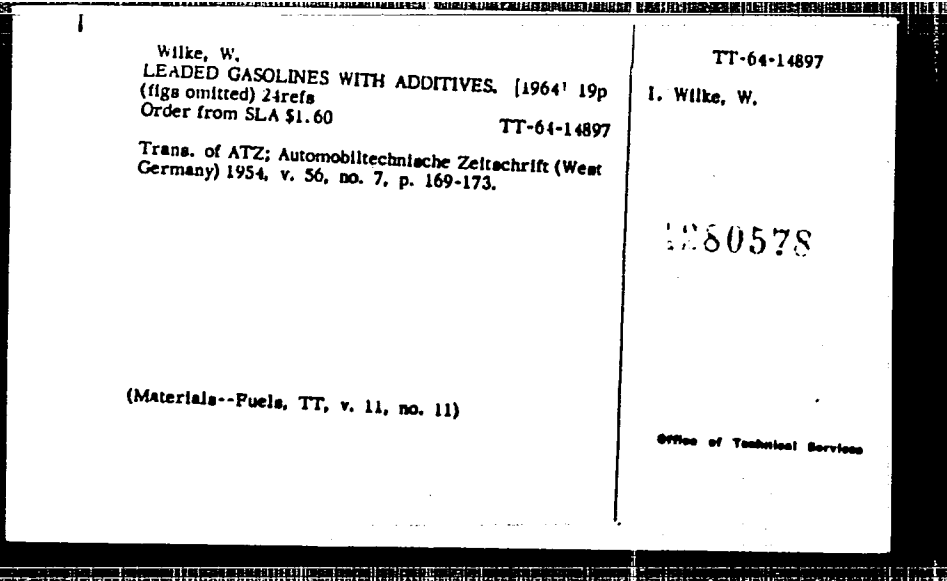 Wilke, W.
LEADED GASOLINES WITH ADDITIVES. [1964' 19p
(figs omitted) 24refs
Order from SLA $1.60
TT-64-14897
Trans. of ATZ; Automobiltechnische Zeitschrift (West
Germany) 1954, v. 56, no. 7, p. 169-173.
(Materials--Fuels, TT, v. 11, no. 11)
TT-64-14897
I. Wilke, W.
Office of Technical Services